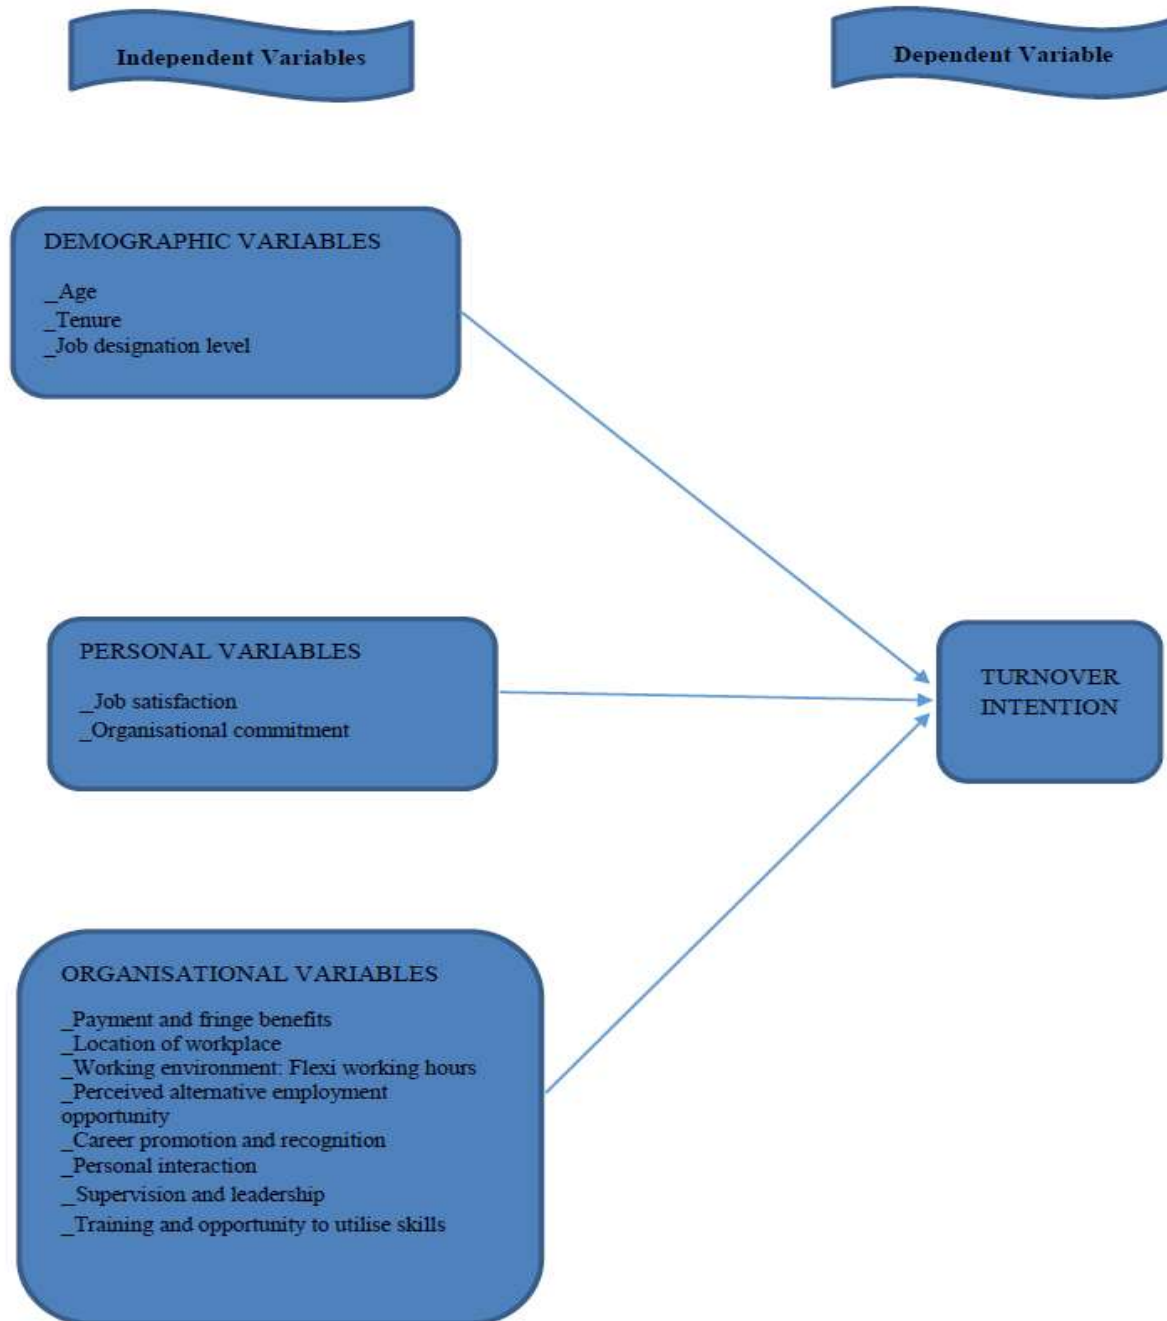 Independent Variables
Dependent Variable
DEMOGRAPHIC VARIABLES
_Age
_Tenure
_Job designation level
PERSONAL VARIABLES
_Job satisfaction
_Organisational commitment
TURNOVER
INTENTION
ORGANISATIONAL VARIABLES
_Payment and fringe benefits
_Location of workplace
_Working environment: Flexi working hours
_Perceived alternative employment
opportunity
_Career promotion and recognition
_Personal interaction
_Supervision and leadership
_Training and opportunity to utilise skills